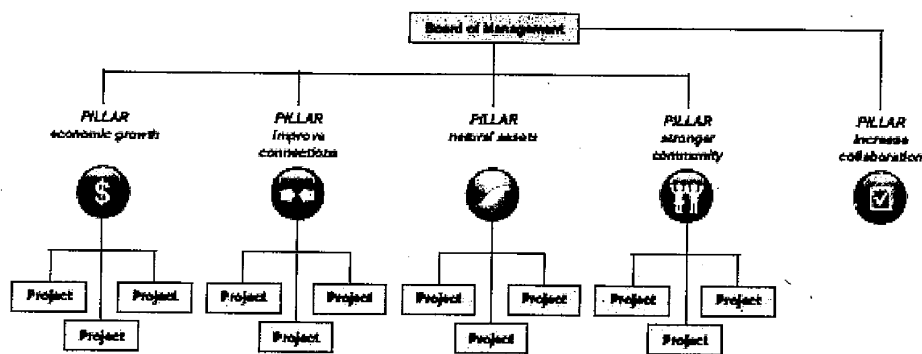 Board of Management
PILLAR
economic growth
PILLAR
improve
connections
PILLAR
natural assets
PILLAR
stronger
community
PILLAR
increase
collaboration
$
Project
Project
Project
Project
Project
Project
Project
Project
Project
Project
Project
Project